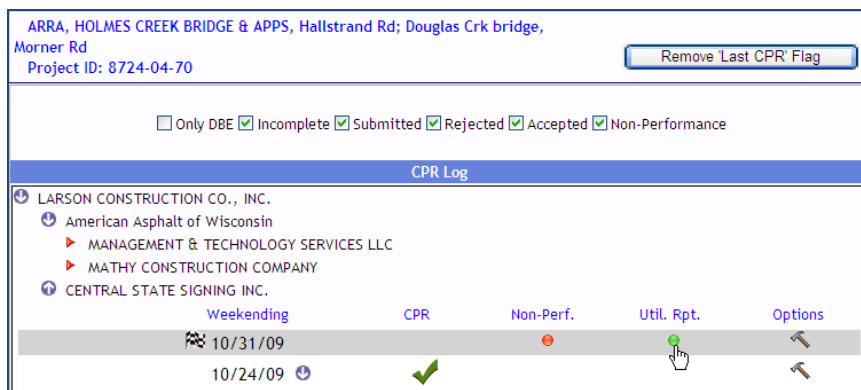 ARRA, HOLMES CREEK BRIDGE & APPS, Hallstrand Rd; Douglas Crk bridge,
Morner Rd
Project ID: 8724-04-70
Remove 'Last CPR' Flag
Only DBE Incomplete Submitted Rejected Accepted Non-Performance
CPR Log
LARSON CONSTRUCTION CO., INC.
American Asphalt of Wisconsin
MANAGEMENT & TECHNOLOGY SERVICES LLC
MATHY CONSTRUCTION COMPANY
CENTRAL STATE SIGNING INC.
Weekending CPR Non-Perf. Util. Rpt. Options
10/31/09
10/24/09